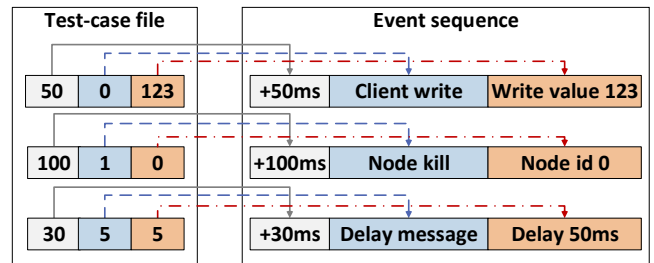 Test-case file Event sequence
50 0 123 +50ms Client write Write value 123
100 1 0 +100ms Node kill Node id 0
30 5 5 +30ms Delay message Delay 50ms